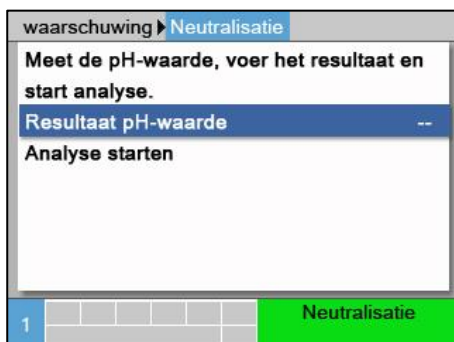 waarschuwing Neutralisatie
Meet de pH-waarde, voer het resultaat en
start analyse.
Resultaat pH-waarde --
Analyse starten
1 Neutralisatie